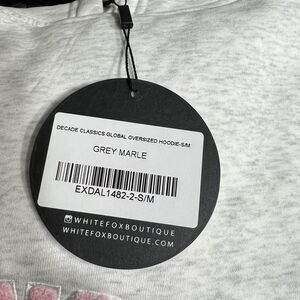 DECADE CLASSICS GLOBAL OVERSIZED HOODIE-S/M
GREY MARLE
EXDAL1482-2-S/M
WHITEFOXBOUTIQUE
WHITEFOXBOUTIQUE.COM